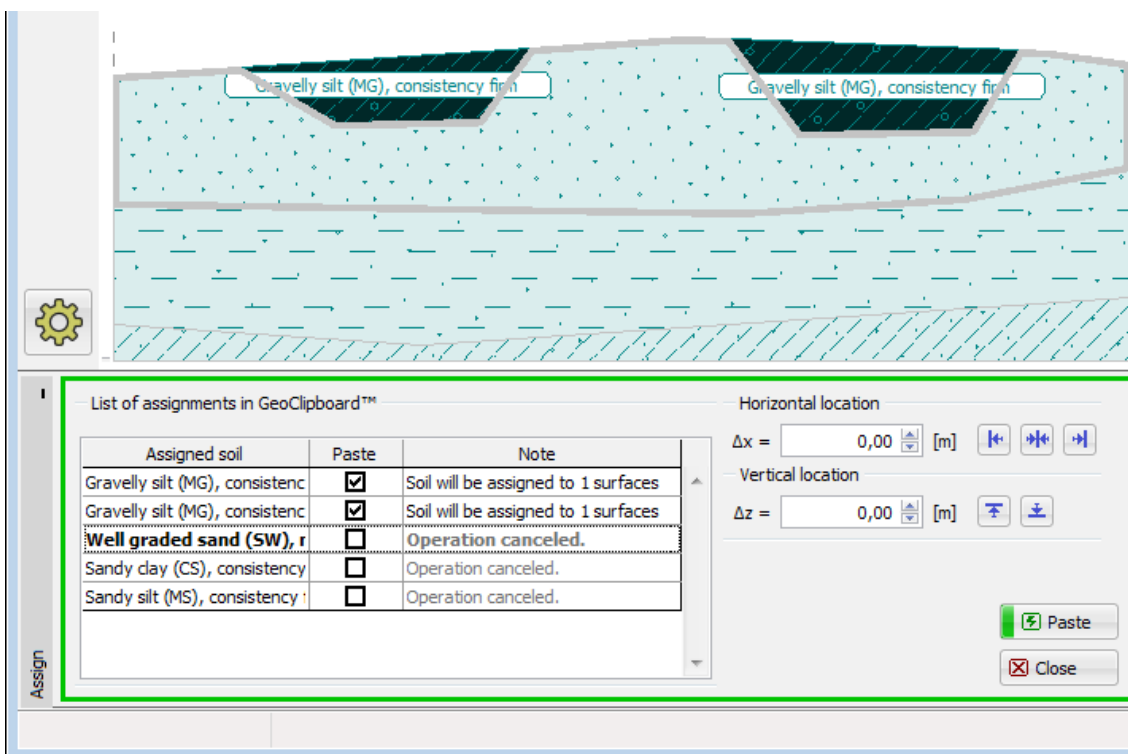 Gravelly silt (MG), consistency firm
Gravelly silt (MG), consistency firm
List of assignments in GeoClipboard™
Assigned soil Paste Note
Gravelly silt (MG), consistenc Soil will be assigned to 1 surfaces
Gravelly silt (MG), consistenc Soil will be assigned to 1 surfaces
Well graded sand (SW), r Operation canceled.
Sandy clay (CS), consistency Operation canceled.
Sandy silt (MS), consistency Operation canceled.
Horizontal location
Δx = 0,00 [m]
Vertical location
Δz = 0,00 [m]
Paste
Close
Assign